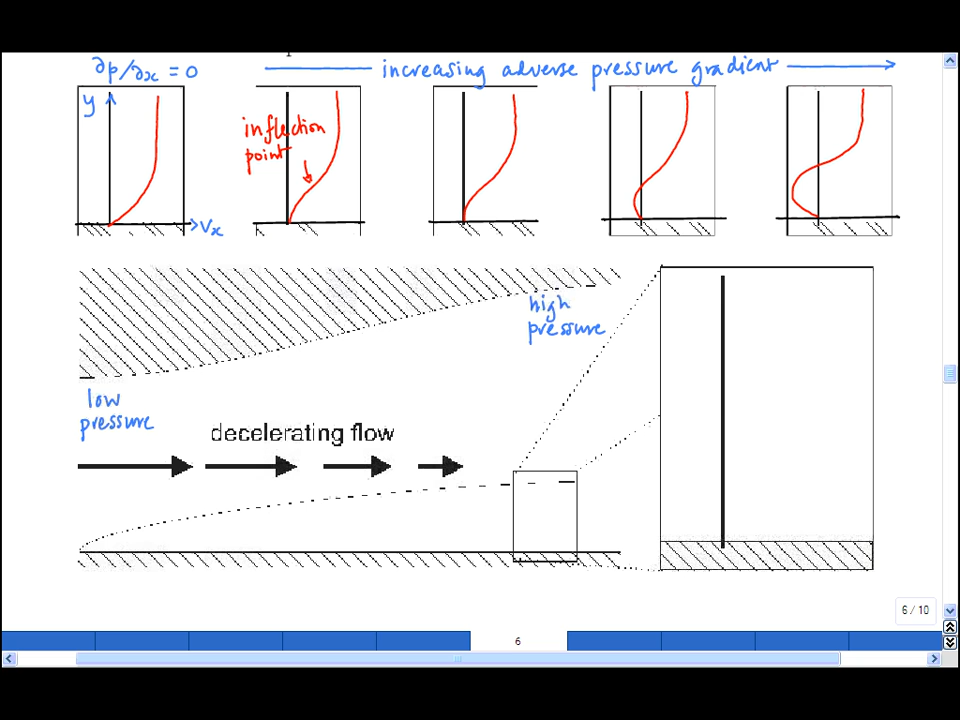 ∂p/∂x = 0
increasing adverse pressure gradient
y
inflection
point
vx
high
pressure
low
pressure
decelerating flow
6 / 10
6